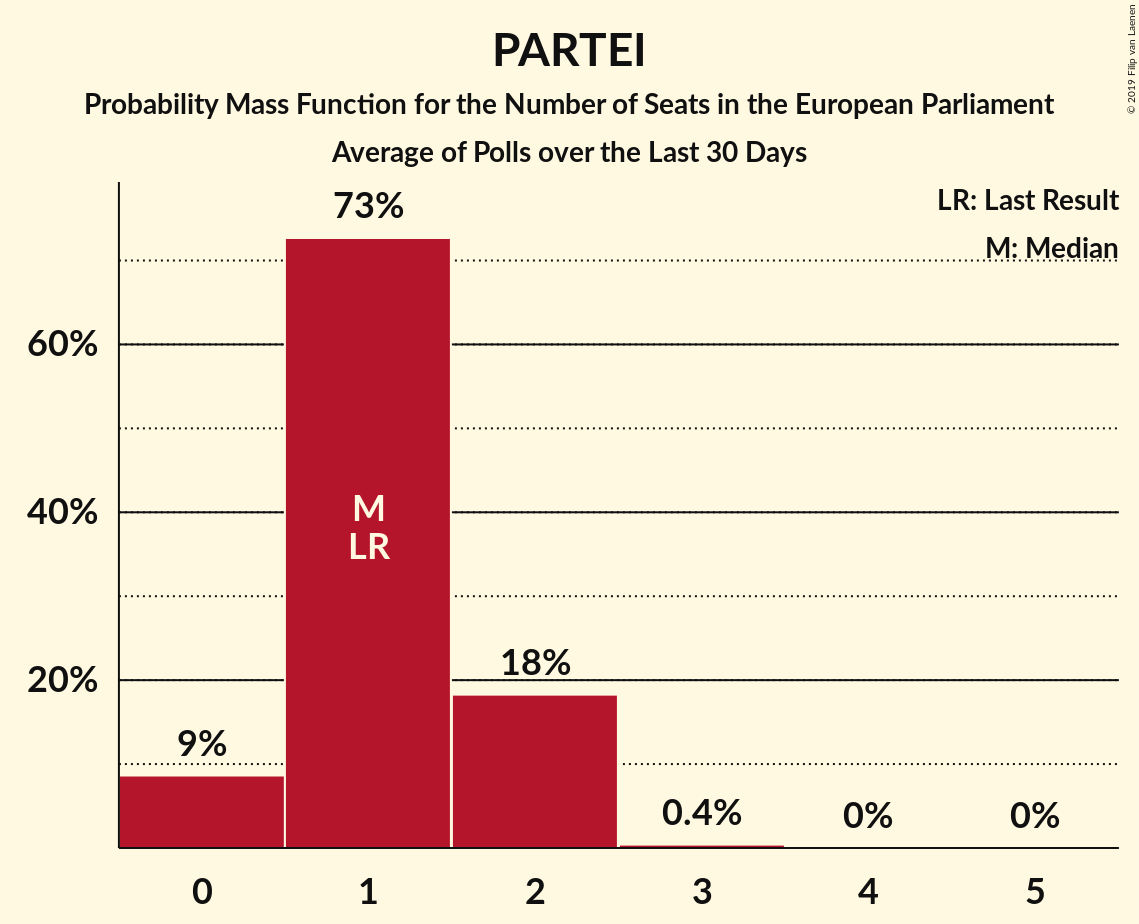 PARTEI
Probability Mass Function for the Number of Seats in the European Parliament
Average of Polls over the Last 30 Days
© 2019 Filip van Laenen
LR: Last Result
M: Median
73%
60%
40%
20%
M
LR
18%
9%
0.4%
0%
0%
0 1 2 3 4 5